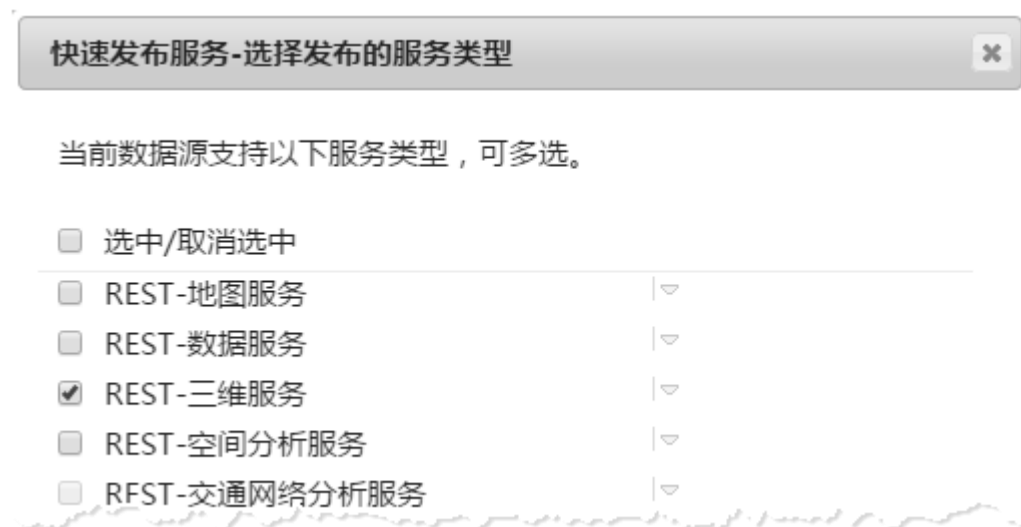 快速发布服务-选择发布的服务类型
当前数据源支持以下服务类型，可多选。
选中/取消选中
REST-地图服务
REST-数据服务
REST-三维服务
REST-空间分析服务
REST-交通网络分析服务